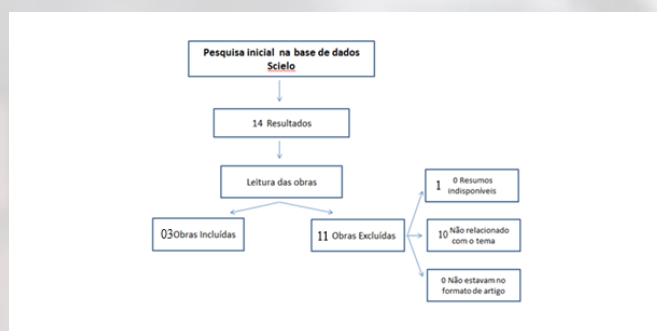 Pesquisa inicial na base de dados
Scielo
14 Resultados
Leitura das obras
03Obras Incluídas
11 Obras Excluídas
1 0 Resumos
indisponíveis
10 Não relacionado
com o tema
0 Não estavam no
formato de artigo